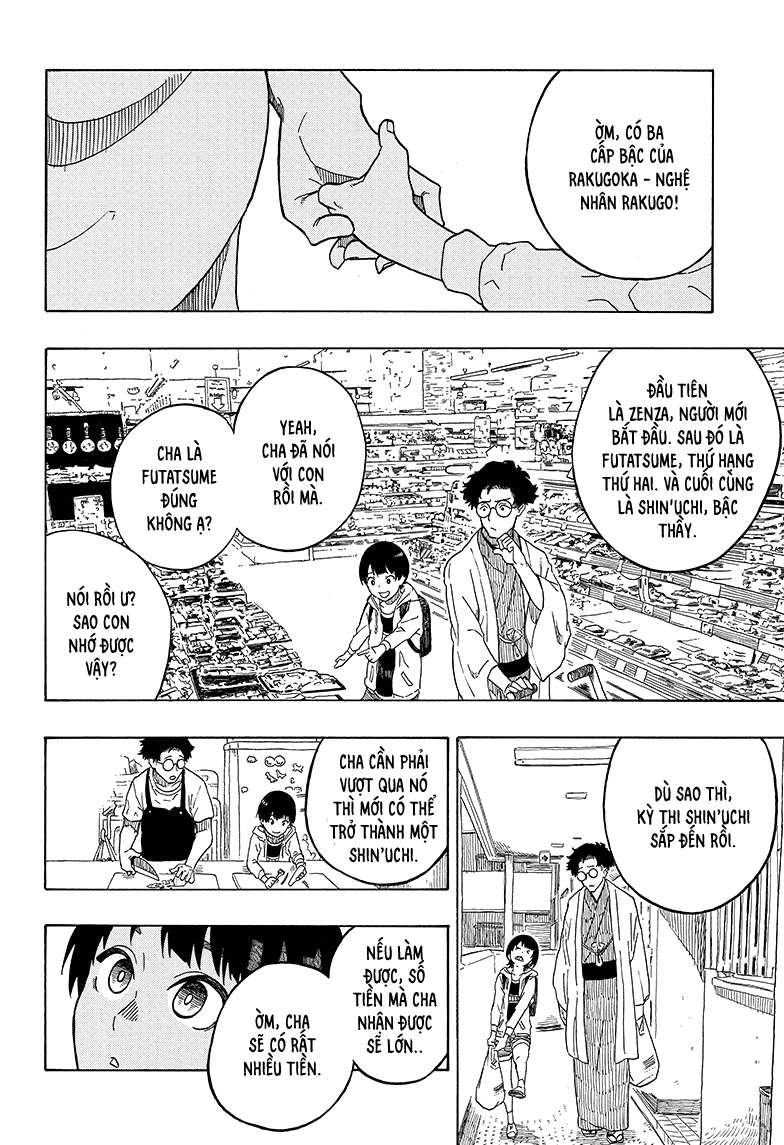 ỜM, CÓ BA
CẤP BẬC CỦA
RAKUGOKA - NGHỆ
NHÂN RAKUGO!
ĐẦU TIÊN
LÀ ZENZA, NGƯỜI MỚI
BẮT ĐẦU. SAU ĐÓ LÀ
FUTATSUME, THỨ HẠNG
THỨ HAI. VÀ CUỐI CÙNG
LÀ SHIN'UCHI, BẬC
THẦY.
YEAH,
CHA ĐÃ NÓI
VỚI CON
RỒI MÀ.
CHA LÀ
FUTATSUME
ĐÚNG
KHÔNG Ạ?
NÓI RỒI Ư?
SAO CON
NHỚ ĐƯỢC
VẬY?
DÙ SAO THÌ,
KỲ THI SHIN'UCHI
SẮP ĐẾN RỒI.
CHA CẦN PHẢI
VƯỢT QUA NÓ
THÌ MỚI CÓ THỂ
TRỞ THÀNH MỘT
SHIN'UCHI.
NẾU LÀM
ĐƯỢC, SỐ
TIỀN MÀ CHA
NHẬN ĐƯỢC
SẼ LỚN..
ỜM, CHA
SẼ CÓ RẤT
NHIỀU TIỀN.